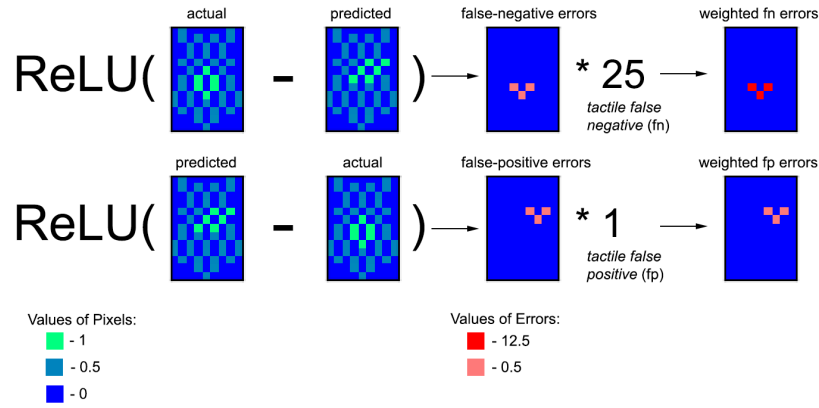 actual
predicted
false-negative errors
weighted fn errors
ReLU( - )
* 25
tactile false
negative (fn)
predicted
actual
false-positive errors
weighted fp errors
ReLU( - )
* 1
tactile false
positive (fp)
Values of Pixels:
- 1
- 0.5
- 0
Values of Errors:
- 12.5
- 0.5